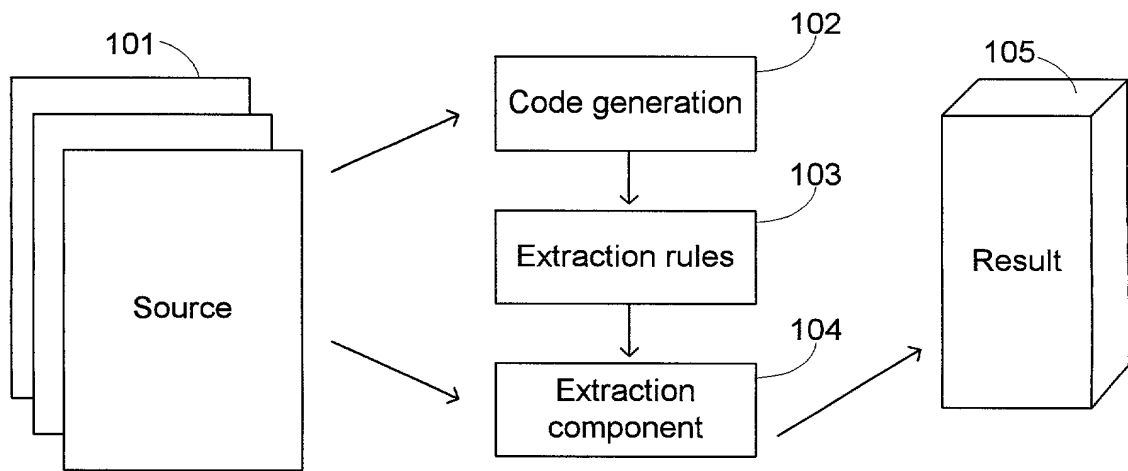 101
Source
102
Code generation
103
Extraction rules
104
Extraction
component
105
Result